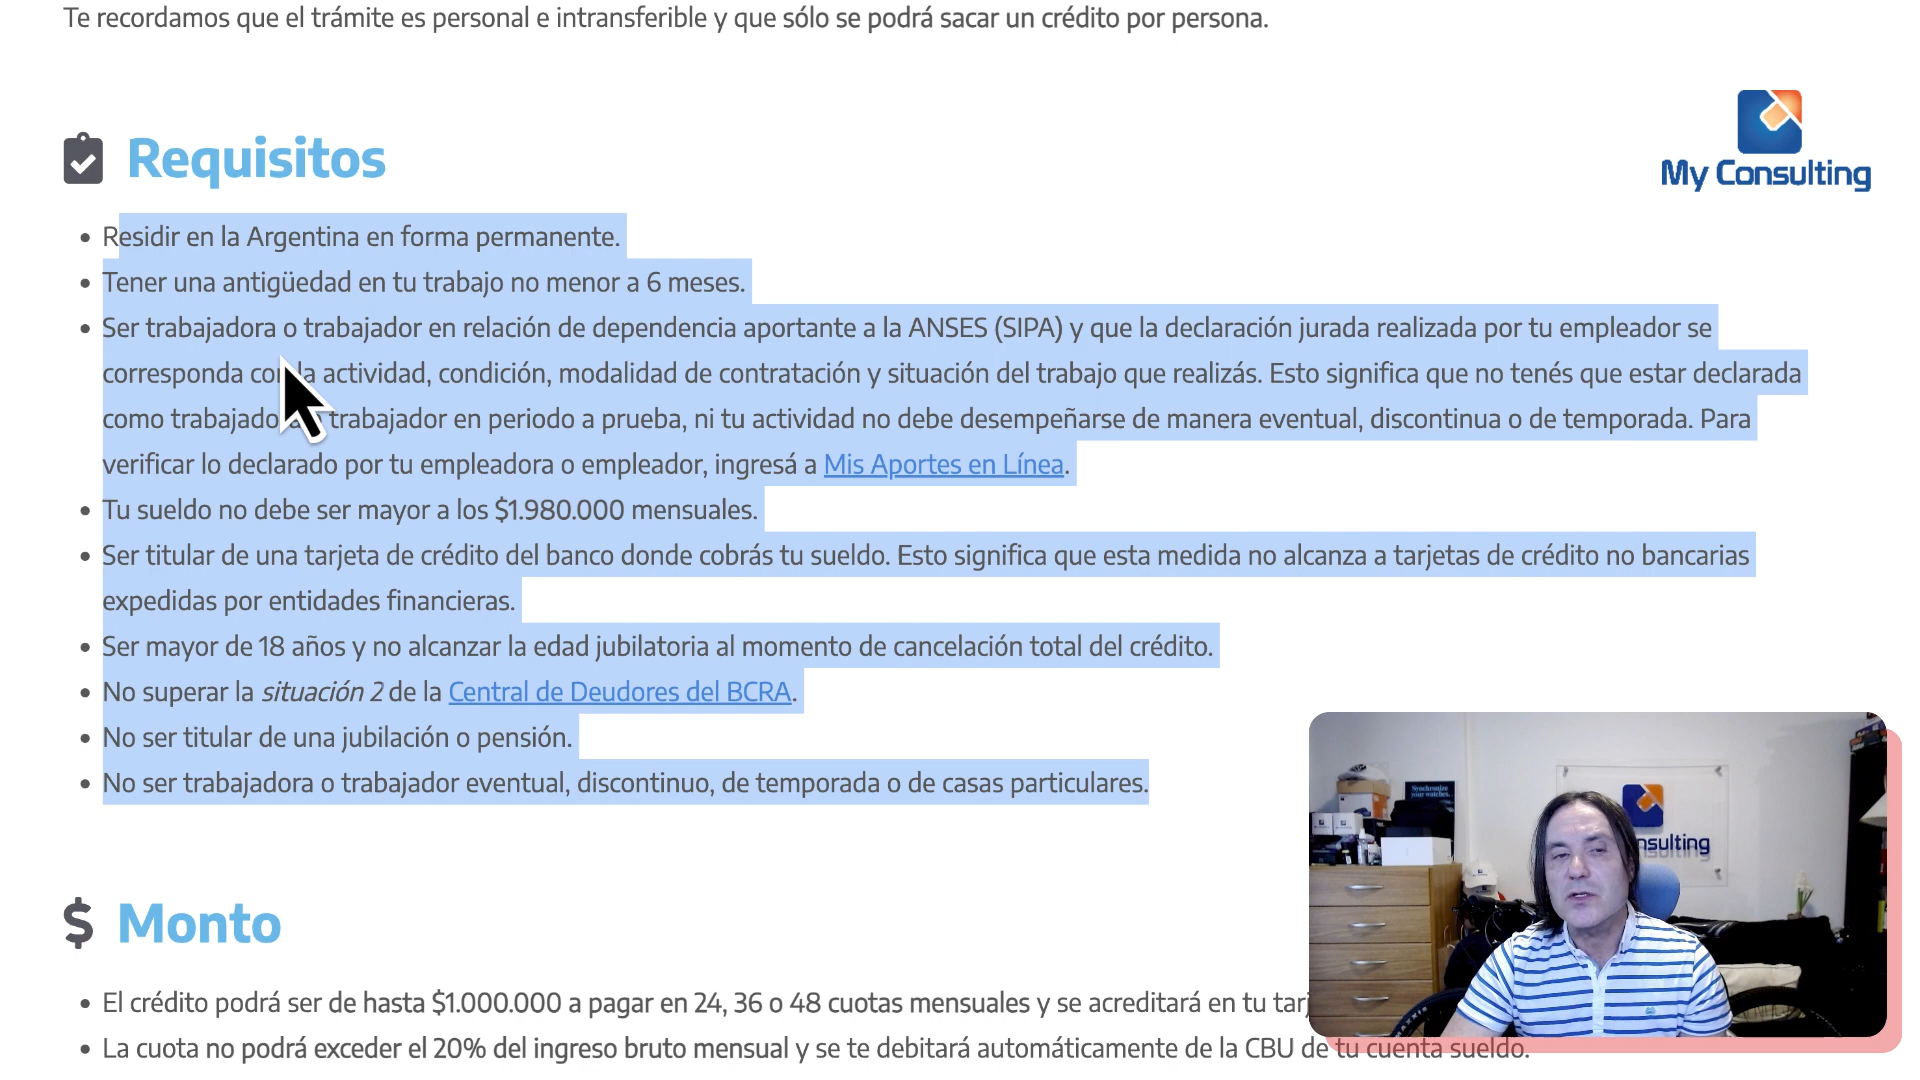 Te recordamos que el trámite es personal e intransferible y que sólo se podrá sacar un crédito por persona.
My Consulting
Requisitos
Residir en la Argentina en forma permanente.
Tener una antigüedad en tu trabajo no menor a 6 meses.
Ser trabajadora o trabajador en relación de dependencia aportante a la ANSES (SIPA) y que la declaración jurada realizada por tu empleador se
corresponda con la actividad, condición, modalidad de contratación y situación del trabajo que realizás. Esto significa que no tenés que estar declarada
como trabajador trabajador en periodo a prueba, ni tu actividad no debe desempeñarse de manera eventual, discontinua o de temporada. Para
verificar lo declarado por tu empleadora o empleador, ingresá a Mis Aportes en Línea.
Tu sueldo no debe ser mayor a los $1.980.000 mensuales.
Ser titular de una tarjeta de crédito del banco donde cobrás tu sueldo. Esto significa que esta medida no alcanza a tarjetas de crédito no bancarias
expedidas por entidades financieras.
Ser mayor de 18 años y no alcanzar la edad jubilatoria al momento de cancelación total del crédito.
No superar la situación 2 de la Central de Deudores del BCRA.
No ser titular de una jubilación o pensión.
No ser trabajadora o trabajador eventual, discontinuo, de temporada o de casas particulares.
Synchronize
your watches.
nsulting
$ Monto
El crédito podrá ser de hasta $1.000.000 a pagar en 24, 36 o 48 cuotas mensuales y se acreditará en tu tarj
La cuota no podrá exceder el 20% del ingreso bruto mensual y se te debitará automáticamente de la CBU de tu cuenta sueldo.